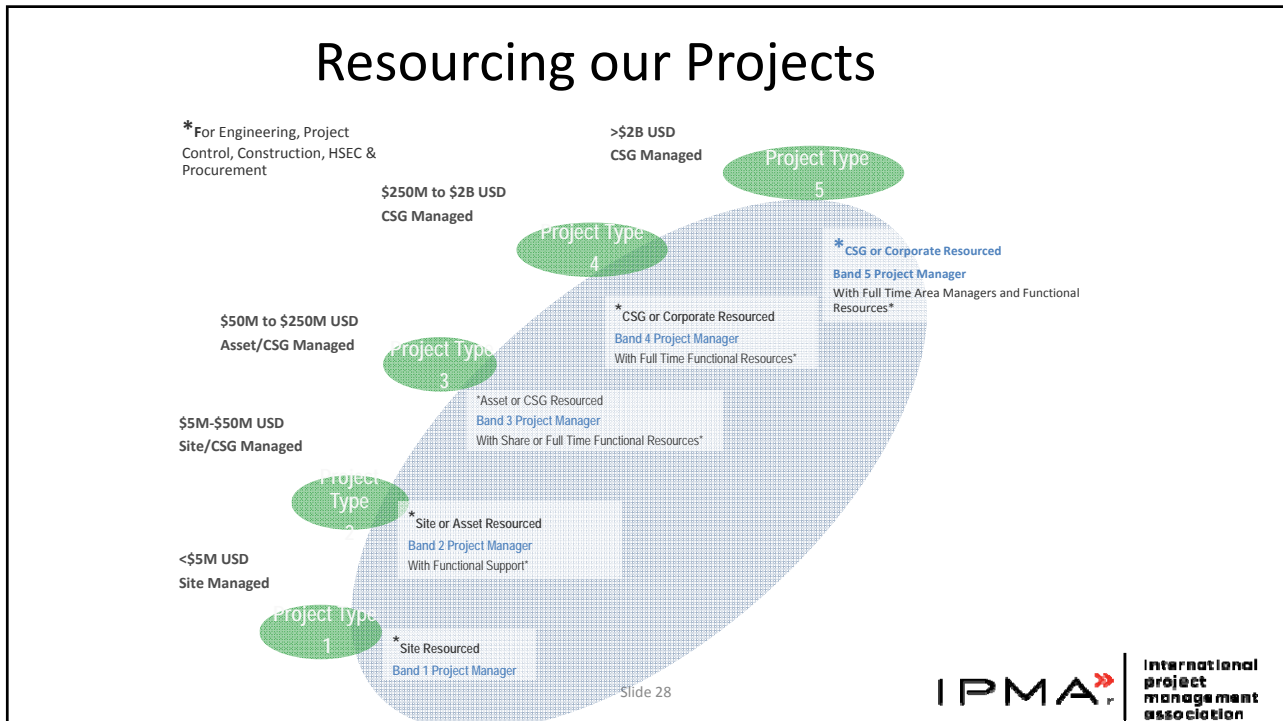 Resourcing our Projects
*For Engineering, Project
Control, Construction, HSEC &
Procurement
>$2B USD
CSG Managed
Project Type
5
$250M to $2B USD
CSG Managed
Project Type
4
*CSG or Corporate Resourced
Band 5 Project Manager
With Full Time Area Managers and Functional
Resources*
$50M to $250M USD
Asset/CSG Managed
Project Type
3
*CSG or Corporate Resourced
Band 4 Project Manager
With Full Time Functional Resources*
*Asset or CSG Resourced
Band 3 Project Manager
With Share or Full Time Functional Resources*
$5M-$50M USD
Site/CSG Managed
Project
Type
2
*Site or Asset Resourced
Band 2 Project Manager
With Functional Support*
<$5M USD
Site Managed
Project Type
1
*Site Resourced
Band 1 Project Manager
Slide 28
IPMA r
international
project
management
association